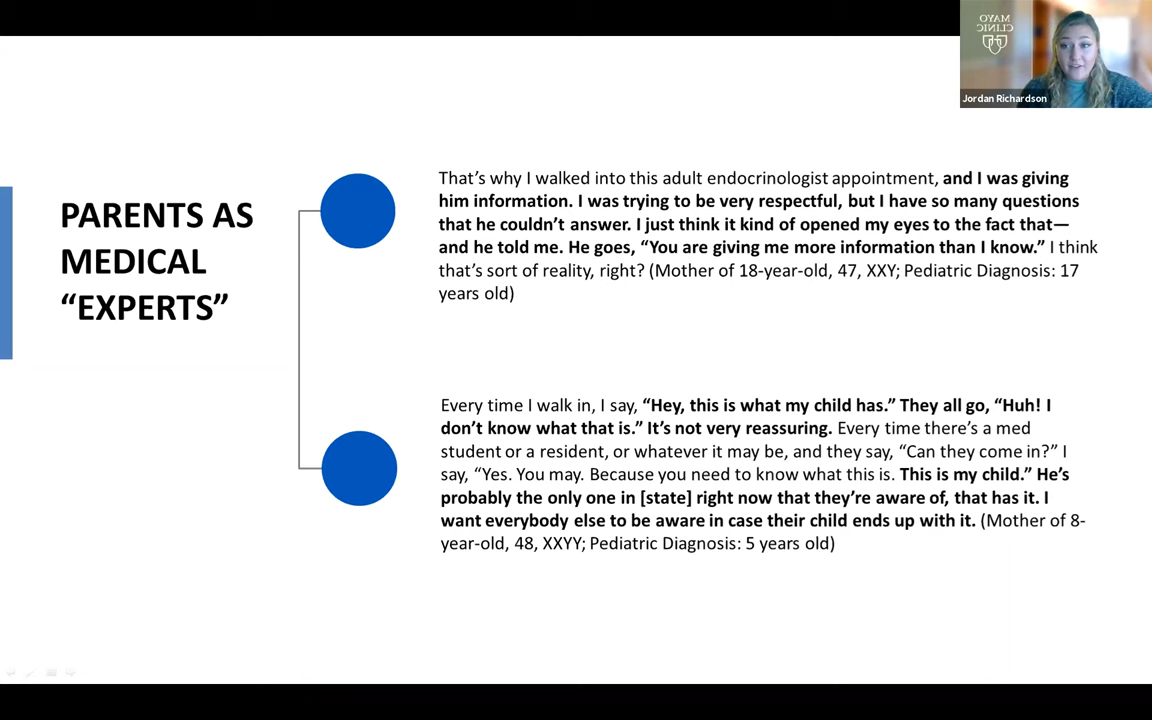 MAYO
CLINIC
Jordan Richardson
PARENTS AS
MEDICAL
“EXPERTS”
That’s why I walked into this adult endocrinologist appointment, and I was giving
him information. I was trying to be very respectful, but I have so many questions
that he couldn’t answer. I just think it kind of opened my eyes to the fact that—
and he told me. He goes, “You are giving me more information than I know.” I think
that’s sort of reality, right? (Mother of 18-year-old, 47, XXY; Pediatric Diagnosis: 17
years old)
Every time I walk in, I say, “Hey, this is what my child has.” They all go, “Huh! I
don’t know what that is.” It’s not very reassuring. Every time there’s a med
student or a resident, or whatever it may be, and they say, “Can they come in?” I
say, “Yes. You may. Because you need to know what this is. This is my child.” He’s
probably the only one in [state] right now that they’re aware of, that has it. I
want everybody else to be aware in case their child ends up with it. (Mother of 8-
year-old, 48, XXYY; Pediatric Diagnosis: 5 years old)